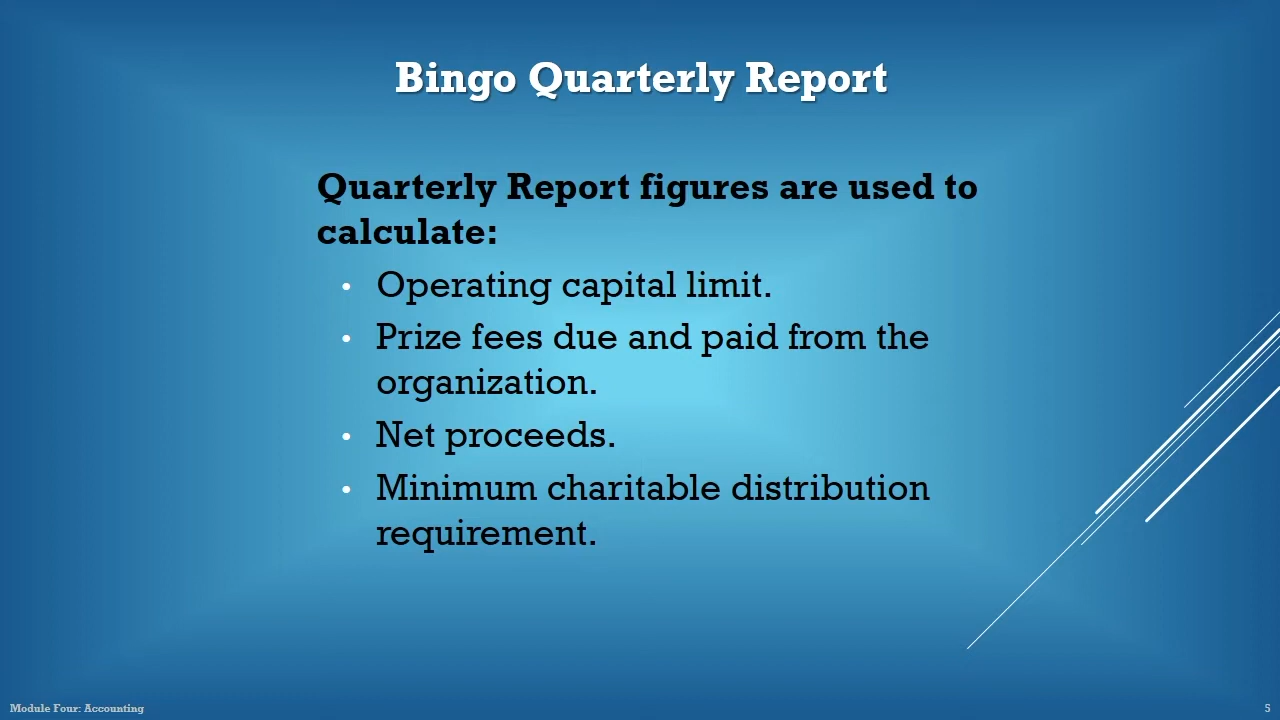 Bingo Quarterly Report
Quarterly Report figures are used to
calculate:
• Operating capital limit.
• Prize fees due and paid from the
organization.
• Net proceeds.
• Minimum charitable distribution
requirement.
Module Four: Accounting
5